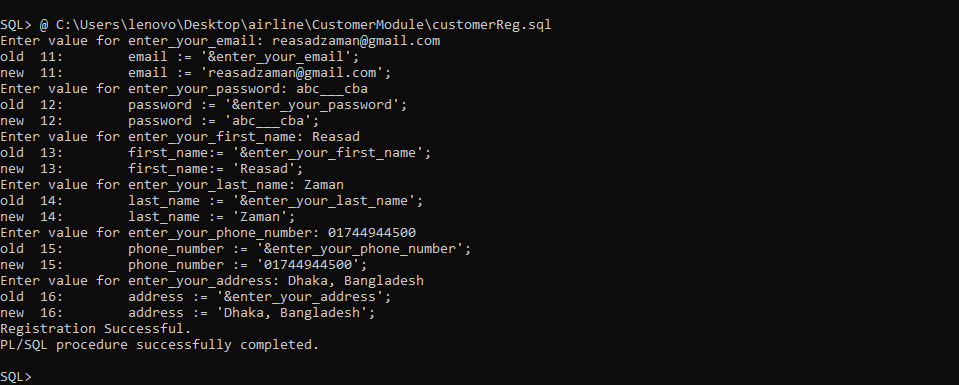 SQL> @ C:\Users\lenovo\Desktop\airline\CustomerModule\customerReg.sql
Enter value for enter_your_email: reasadzaman@gmail.com
old  11:        email := '&enter_your_email';
new  11:        email := 'reasadzaman@gmail.com';
Enter value for enter_your_password: abc___cba
old  12:        password := '&enter_your_password';
new  12:        password := 'abc___cba';
Enter value for enter_your_first_name: Reasad
old  13:        first_name:= '&enter_your_first_name';
new  13:        first_name:= 'Reasad';
Enter value for enter_your_last_name: Zaman
old  14:        last_name := '&enter_your_last_name';
new  14:        last_name := 'Zaman';
Enter value for enter_your_phone_number: 01744944500
old  15:        phone_number := '&enter_your_phone_number';
new  15:        phone_number := '01744944500';
Enter value for enter_your_address: Dhaka, Bangladesh
old  16:        address := '&enter_your_address';
new  16:        address := 'Dhaka, Bangladesh';
Registration Successful.
PL/SQL procedure successfully completed.
SQL>